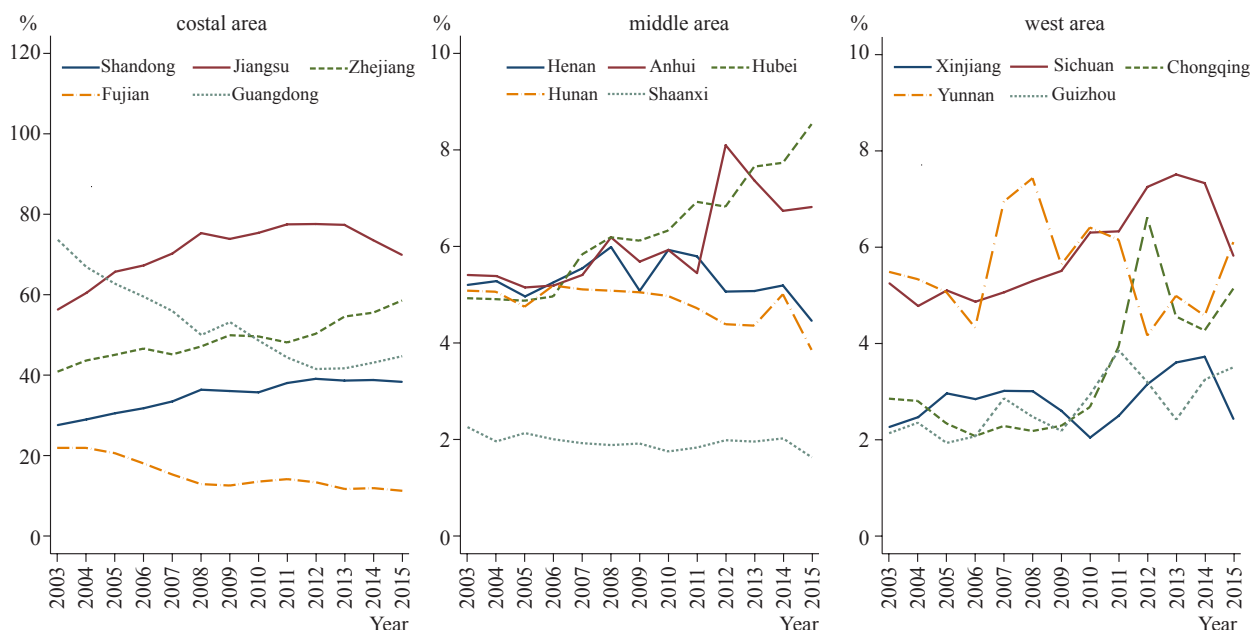 costal area
%
120
100
80
60
40
20
0
Shandong Jiangsu Zhejiang
Fujian Guangdong
2003 2004 2005 2006 2007 2008 2009 2010 2011 2012 2013 2014 2015
Year
middle area
%
10
8
6
4
2
0
Henan Anhui Hubei
Hunan Shaanxi
2003 2004 2005 2006 2007 2008 2009 2010 2011 2012 2013 2014 2015
Year
west area
%
10
8
6
4
2
0
Xinjiang Sichuan Chongqing
Yunnan Guizhou
2003 2004 2005 2006 2007 2008 2009 2010 2011 2012 2013 2014 2015
Year